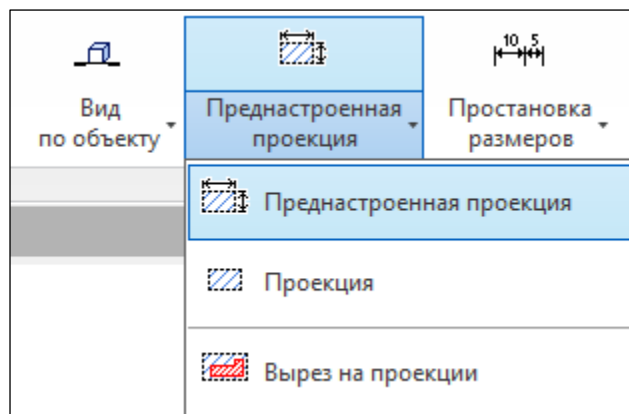 10 5
Вид
по объекту
Преднастроенная
проекция
Простановка
размеров
Преднастроенная проекция
Проекция
Вырез на проекции